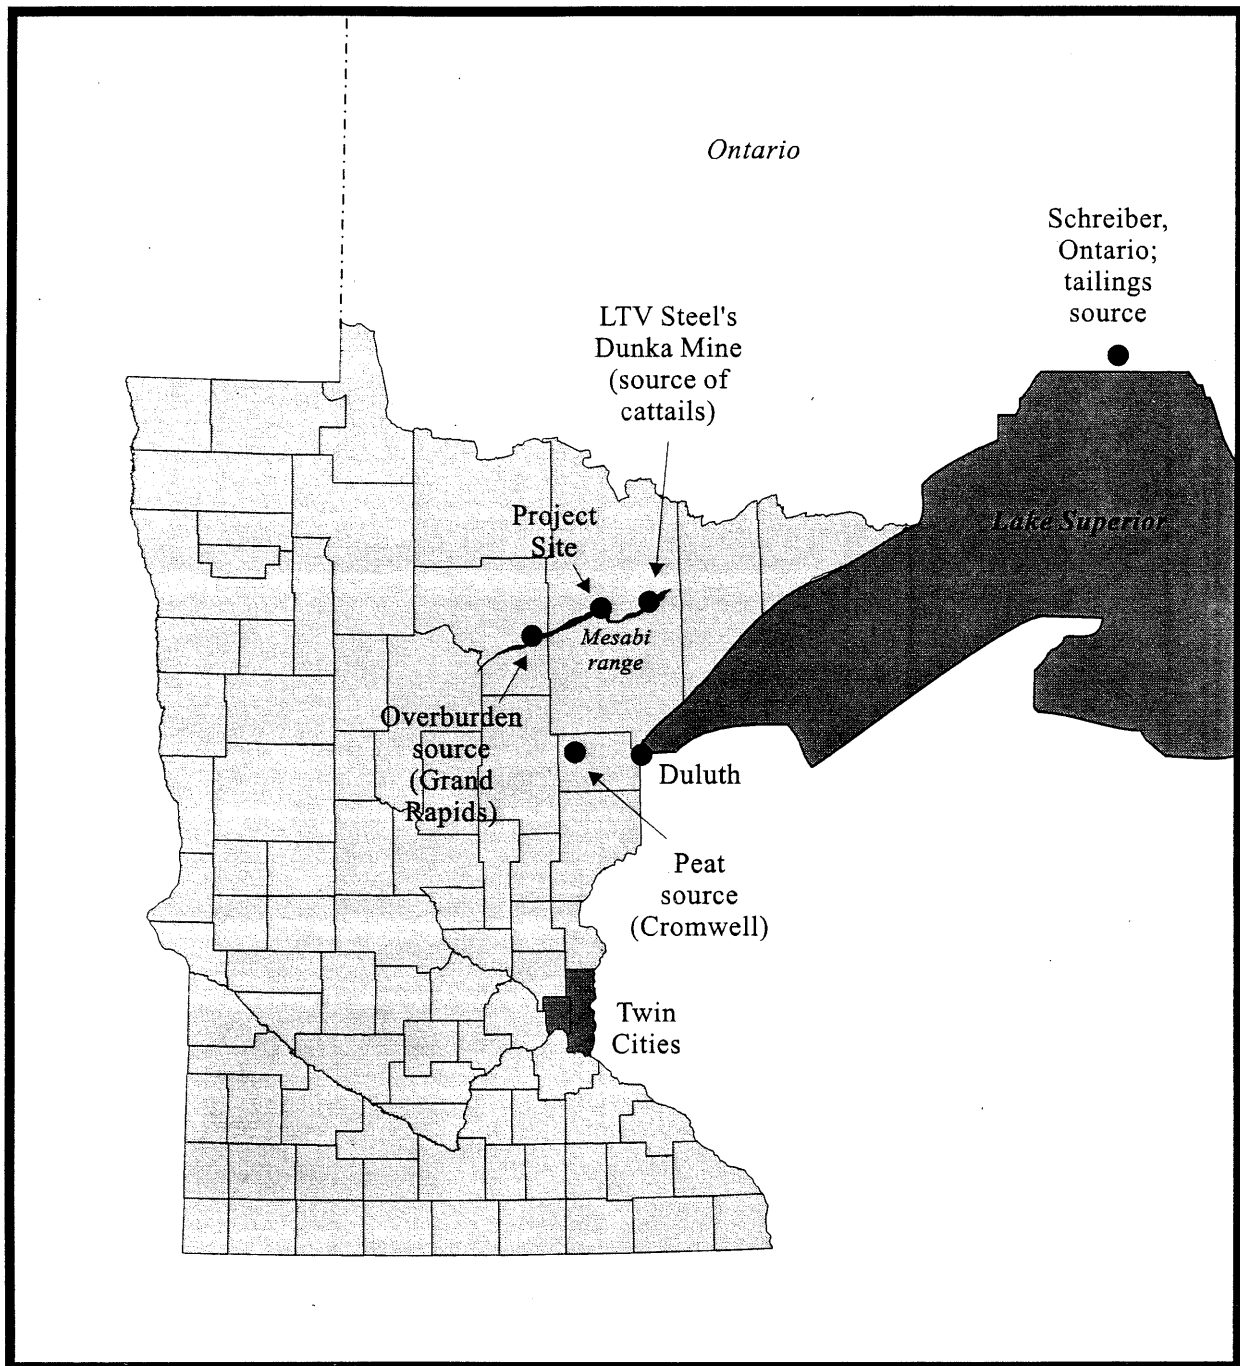 Ontario
Schreiber,
Ontario;
tailings
source
LTV Steel's
Dunka Mine
(source of
cattails)
Project
Site
Lake Superior
Mesabi
range
Overburden
source
(Grand
Rapids)
Duluth
Peat
source
(Cromwell)
Twin
Cities